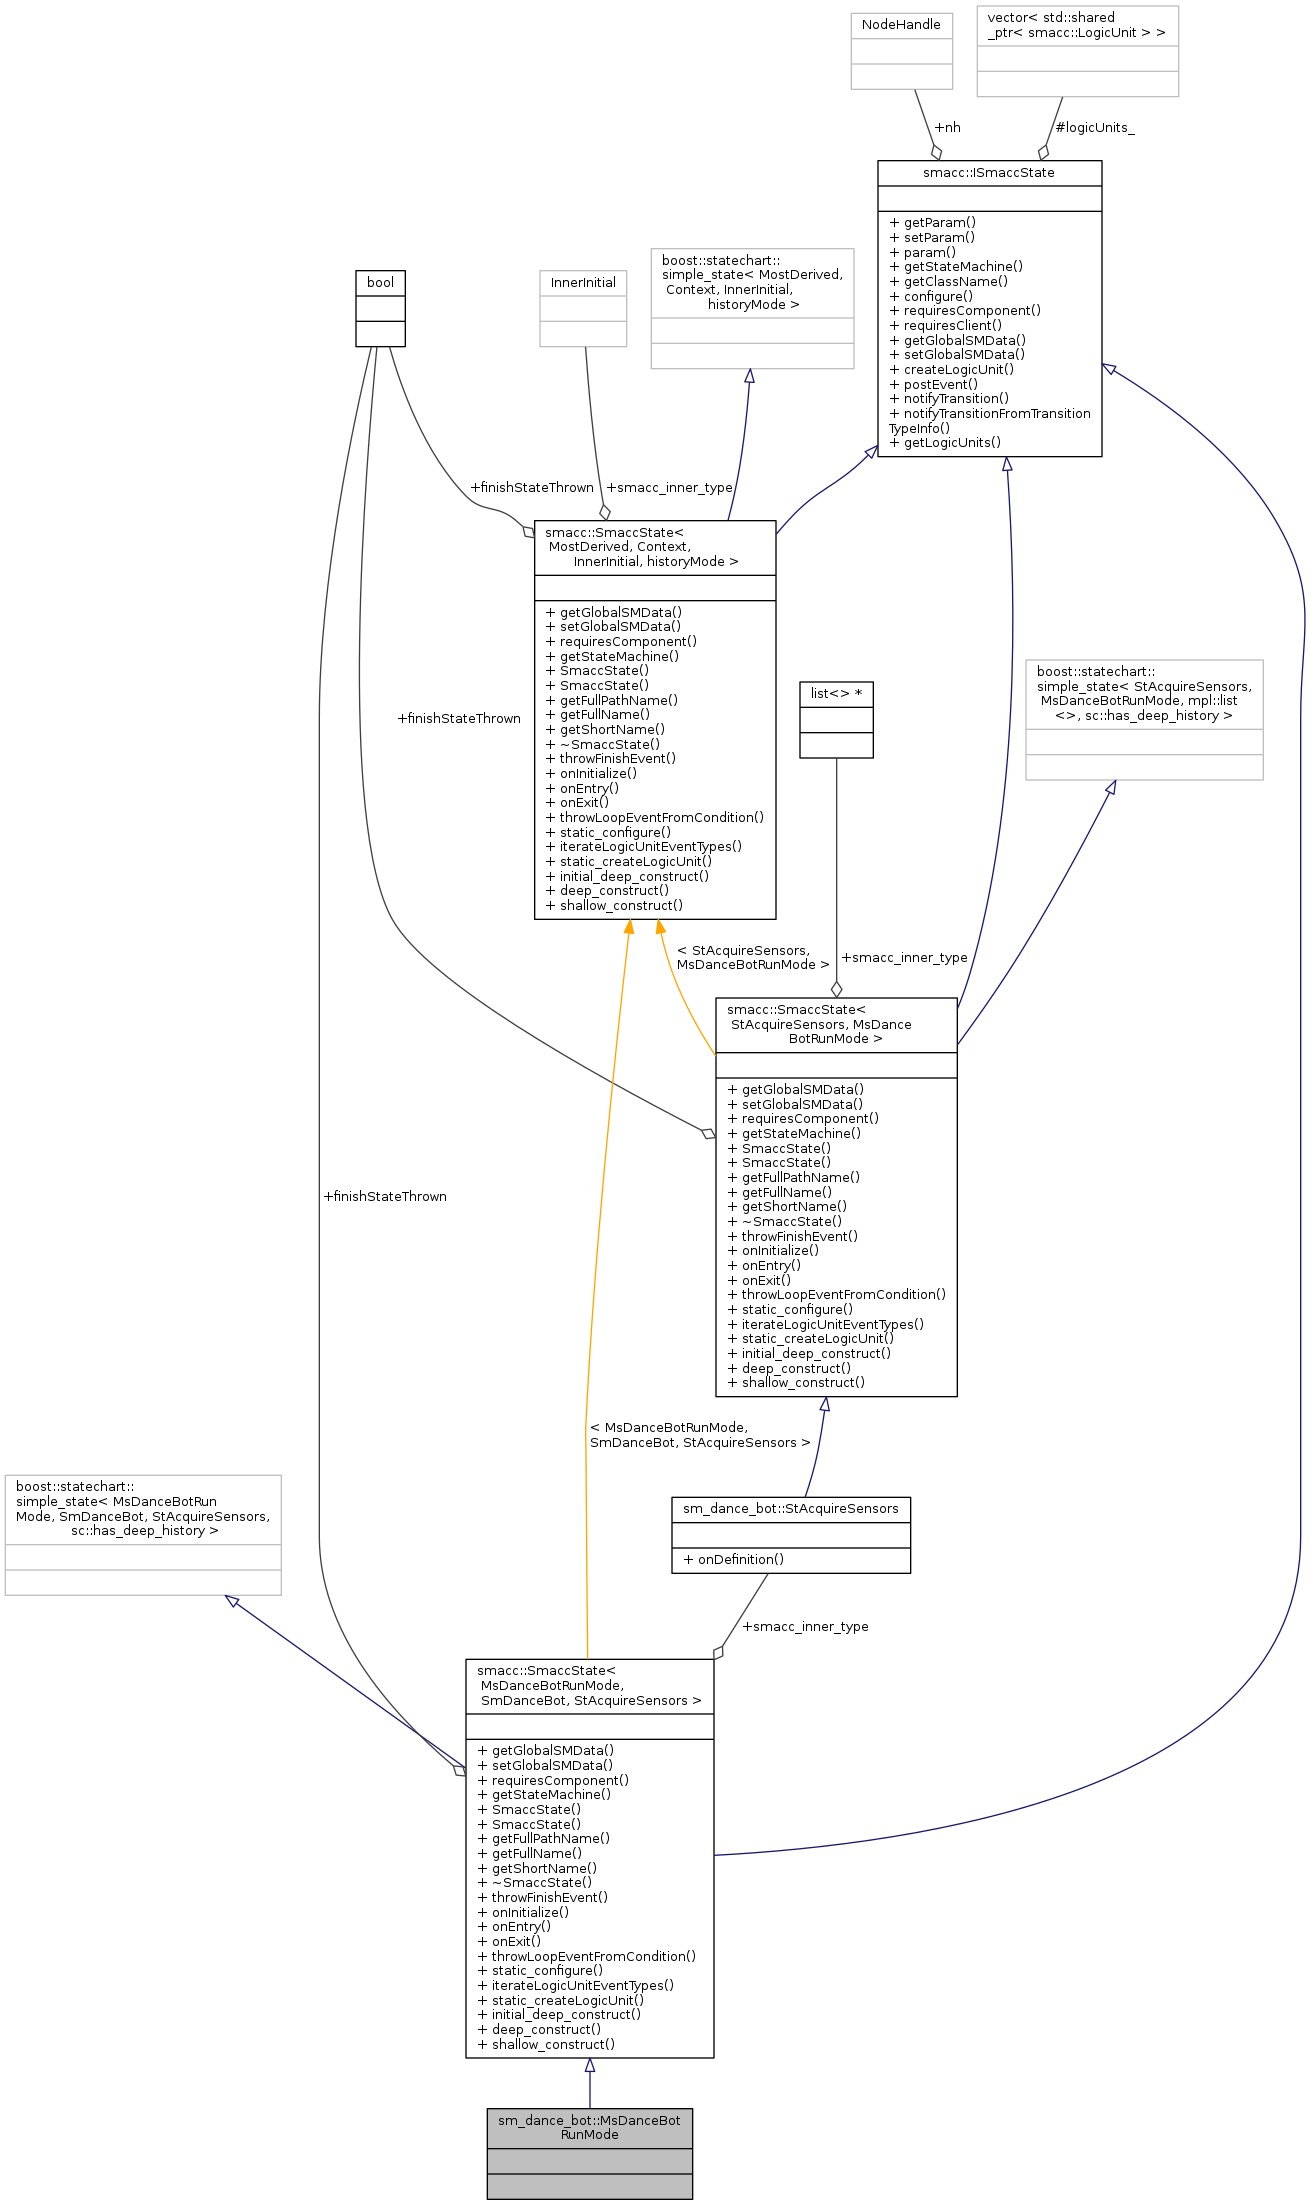 NodeHandle
vector< std::shared
_ptr< smacc::LogicUnit > >
+nh
#logicUnits_
smacc::ISmaccState
+ getParam()
+ setParam()
+ param()
+ getStateMachine()
+ getClassName()
+ configure()
+ requiresComponent()
+ requiresClient()
+ getGlobalSMData()
+ setGlobalSMData()
+ createLogicUnit()
+ postEvent()
+ notifyTransition()
+ notifyTransitionFromTransition
TypeInfo()
+ getLogicUnits()
boost::statechart::
simple_state< MostDerived,
Context, InnerInitial,
historyMode >
bool
InnerInitial
+finishStateThrown
+smacc_inner_type
smacc::SmaccState<
MostDerived, Context,
InnerInitial, historyMode >
+ getGlobalSMData()
+ setGlobalSMData()
+ requiresComponent()
+ getStateMachine()
+ SmaccState()
+ SmaccState()
+ getFullPathName()
+ getFullName()
+ getShortName()
+ ~SmaccState()
+ throwFinishEvent()
+ onInitialize()
+ onEntry()
+ onExit()
+ throwLoopEventFromCondition()
+ static_configure()
+ iterateLogicUnitEventTypes()
+ static_createLogicUnit()
+ initial_deep_construct()
+ deep_construct()
+ shallow_construct()
boost::statechart::
simple_state< StAcquireSensors,
MsDanceBotRunMode, mpl::list
<>, sc::has_deep_history >
list<> *
+finishStateThrown
< StAcquireSensors,
MsDanceBotRunMode >
+smacc_inner_type
smacc::SmaccState<
StAcquireSensors, MsDance
BotRunMode >
+ getGlobalSMData()
+ setGlobalSMData()
+ requiresComponent()
+ getStateMachine()
+ SmaccState()
+ SmaccState()
+ getFullPathName()
+ getFullName()
+ getShortName()
+ ~SmaccState()
+ throwFinishEvent()
+ onInitialize()
+ onEntry()
+ onExit()
+ throwLoopEventFromCondition()
+ static_configure()
+ iterateLogicUnitEventTypes()
+ static_createLogicUnit()
+ initial_deep_construct()
+ deep_construct()
+ shallow_construct()
+finishStateThrown
< MsDanceBotRunMode,
SmDanceBot, StAcquireSensors >
boost::statechart::
simple_state< MsDanceBotRun
Mode, SmDanceBot, StAcquireSensors,
sc::has_deep_history >
sm_dance_bot::StAcquireSensors
+ onDefinition()
+smacc_inner_type
smacc::SmaccState<
MsDanceBotRunMode,
SmDanceBot, StAcquireSensors >
+ getGlobalSMData()
+ setGlobalSMData()
+ requiresComponent()
+ getStateMachine()
+ SmaccState()
+ SmaccState()
+ getFullPathName()
+ getFullName()
+ getShortName()
+ ~SmaccState()
+ throwFinishEvent()
+ onInitialize()
+ onEntry()
+ onExit()
+ throwLoopEventFromCondition()
+ static_configure()
+ iterateLogicUnitEventTypes()
+ static_createLogicUnit()
+ initial_deep_construct()
+ deep_construct()
+ shallow_construct()
sm_dance_bot::MsDanceBot
RunMode